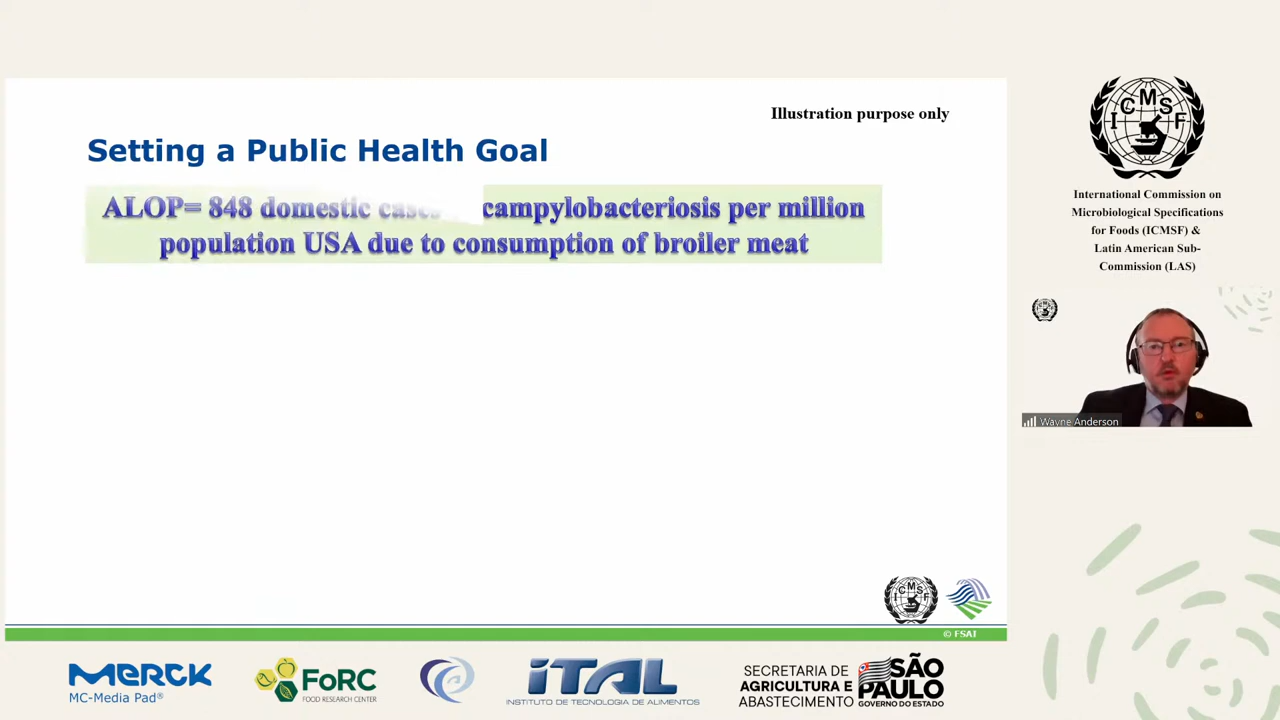 Illustration purpose only
Setting a Public Health Goal
ALOP= 848 domestic cases campylobacteriosis per million
population USA due to consumption of broiler meat
ICMSF
International Commission on
Microbiological Specifications
for Foods (ICMSF) &
Latin American Sub-
Commission (LAS)
Wayne Anderson
ICMSF
© FSAI
MERCK
MC-Media Pad®
FoRC
FOOD RESEARCH CENTER
iTAL
INSTITUTO DE TECNOLOGIA DE ALIMENTOS
SECRETARIA DE
AGRICULTURA E
ABASTECIMENTO
SÃO
PAULO
GOVERNO DO ESTADO